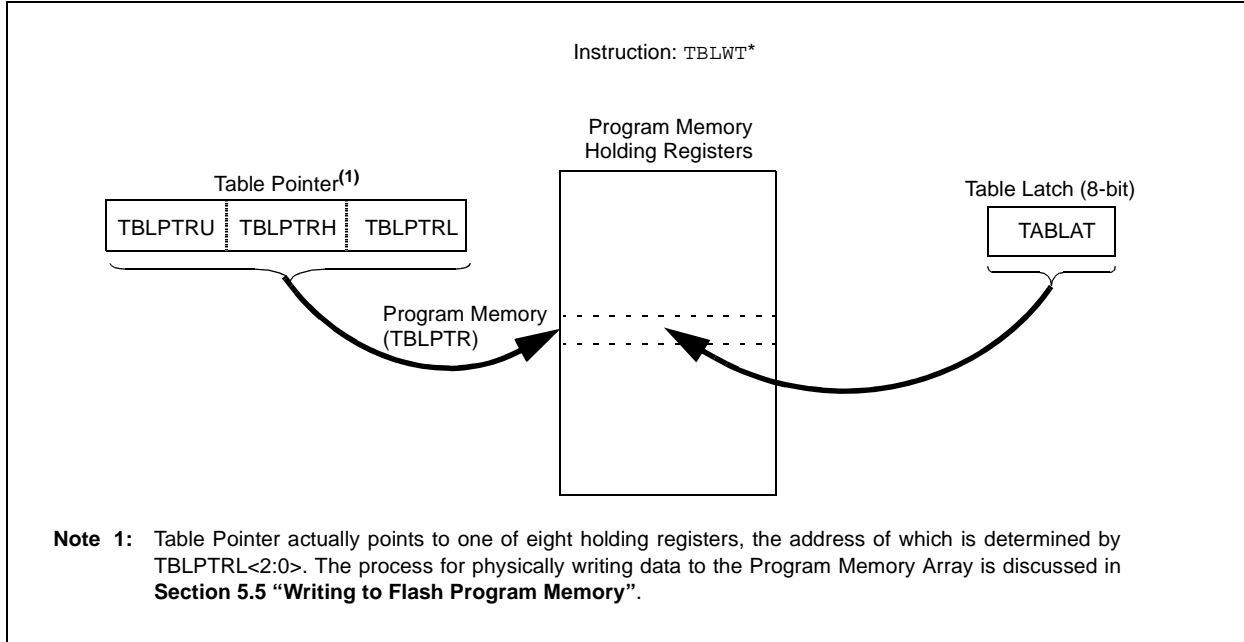 Instruction: TBLWT*
Program Memory
Holding Registers
Table Pointer(1)
Table Latch (8-bit)
TBLPTRU TBLPTRH TBLPTRL
TABLAT
Program Memory
(TBLPTR)
Note 1: Table Pointer actually points to one of eight holding registers, the address of which is determined by
TBLPTRL<2:0>. The process for physically writing data to the Program Memory Array is discussed in
Section 5.5 “Writing to Flash Program Memory”.